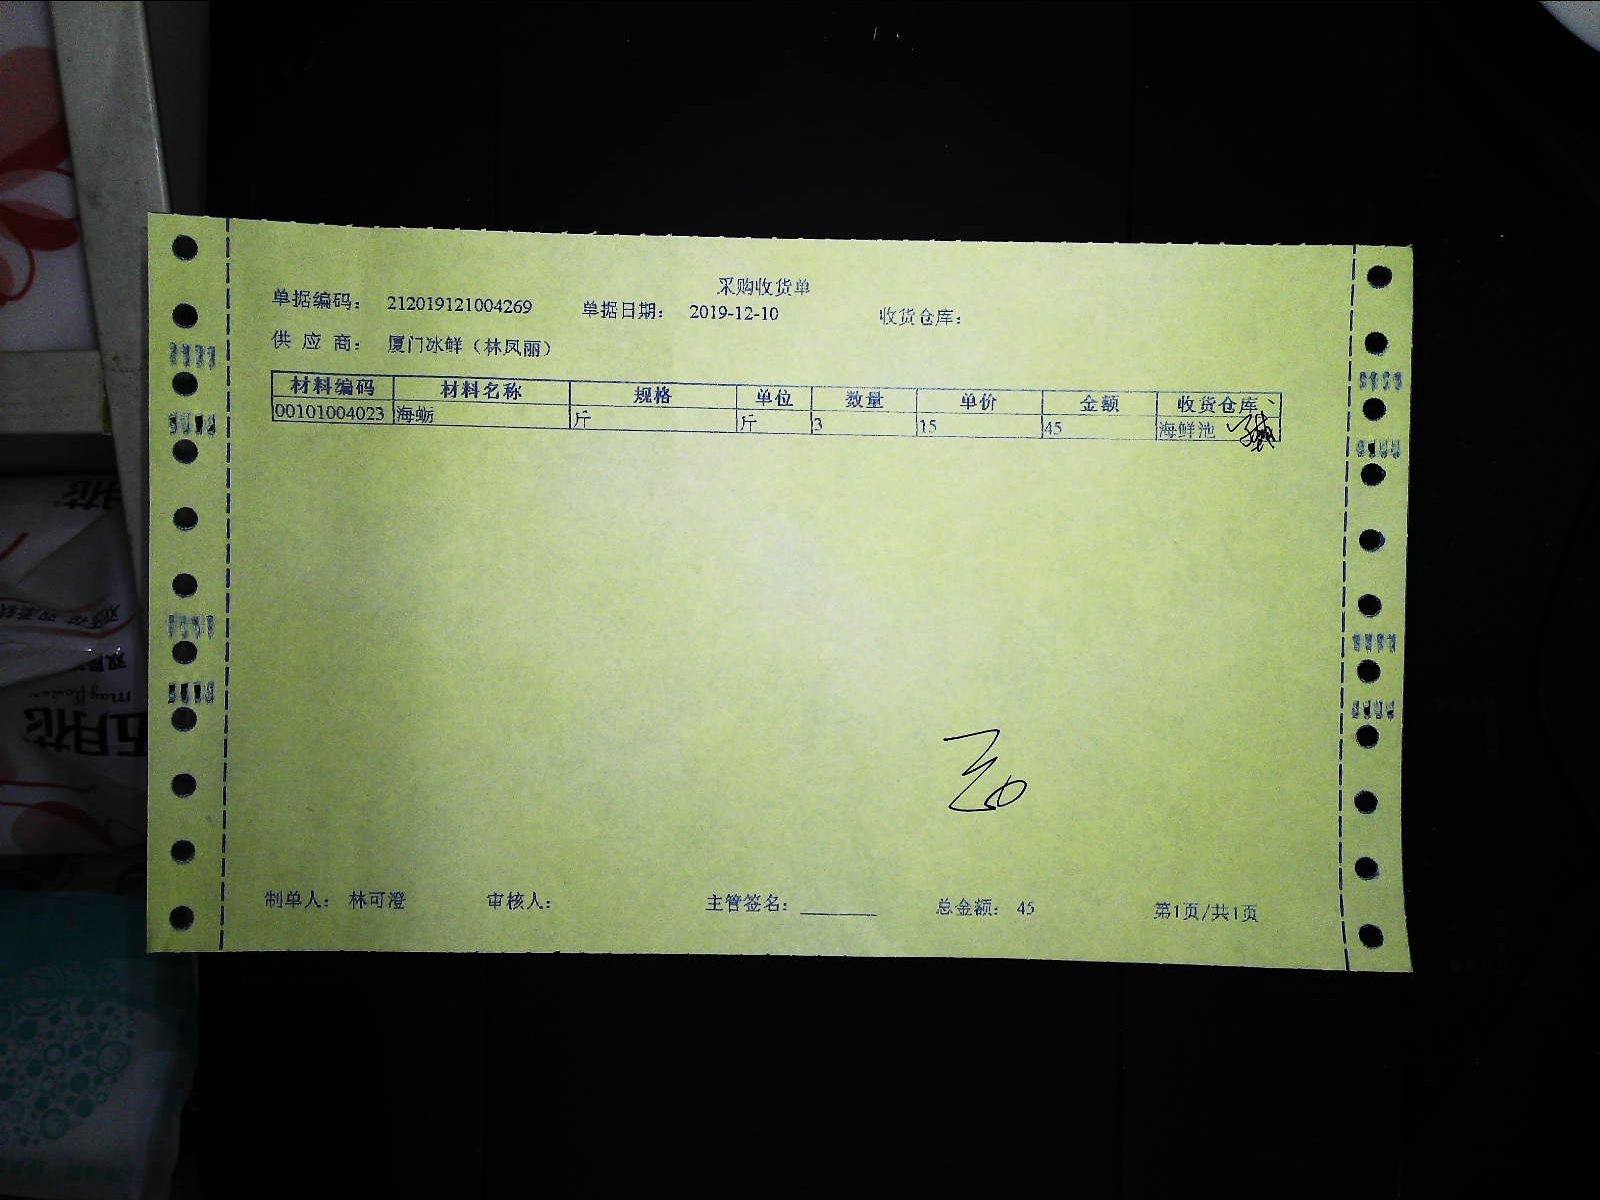 采购收货单
单据编码： 212019121004269 单据日期： 2019-12-10 收货仓库：
供 应 商： 厦门冰鲜（林凤丽）
材料编码 材料名称 规格 单位 数量 单价 金额 收货仓库
00101004023 海蛎 斤 斤 3 15 45 海鲜池
制单人： 林可澄 审核人： 主管签名： 总金额： 45 第1页/共1页
五月花